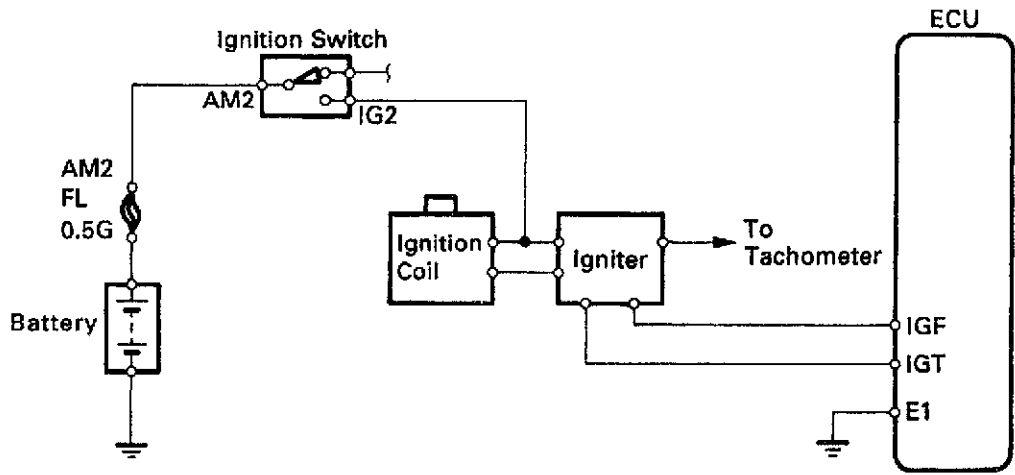 ECU
Ignition Switch
AM2
IG2
AM2
FL
0.5G
Ignition
Coil
Igniter
To
Tachometer
Battery
IGF
IGT
E1